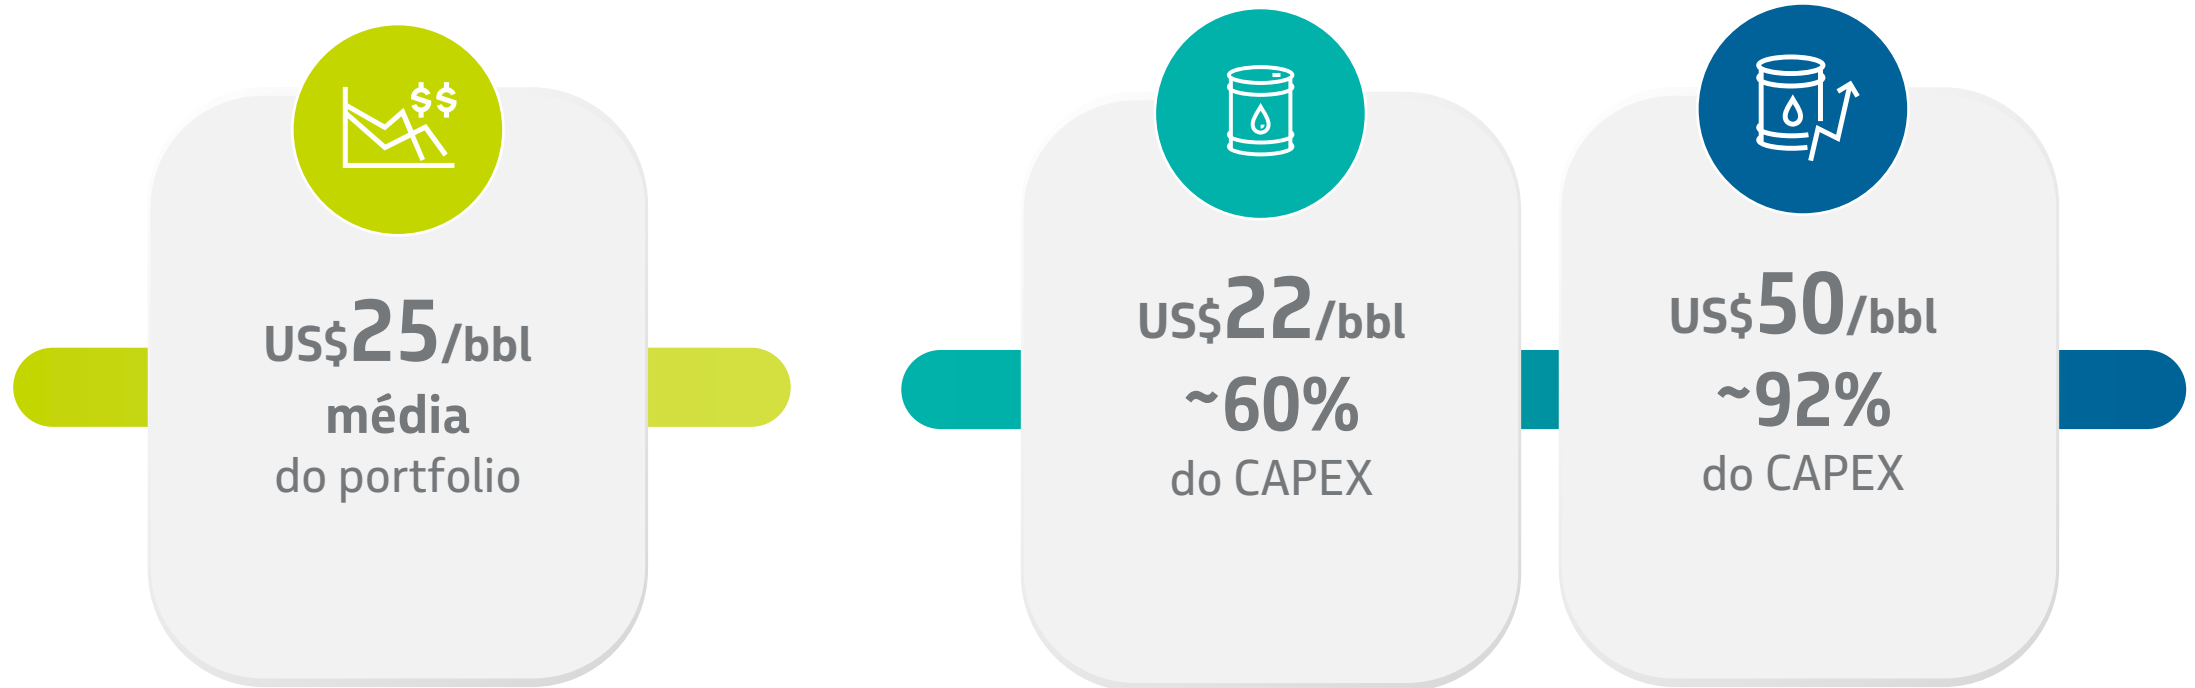 US$25/bbl
média
do portfolio
US$22/bbl
~60%
do CAPEX
US$50/bbl
~92%
do CAPEX